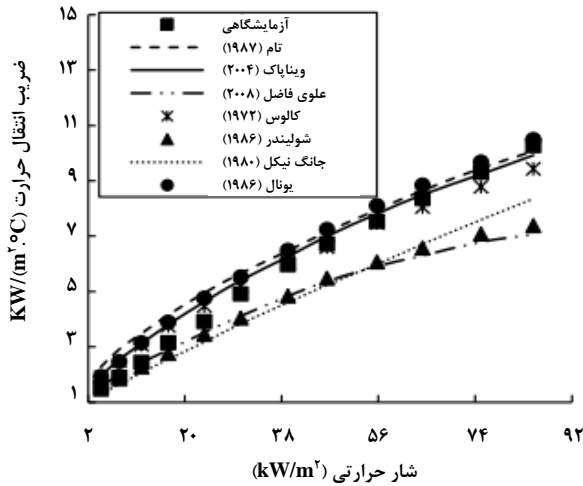 ۱۵
۱۳
۱۱
۹
۷
۵
۳
۱
ضریب انتقال حرارت KW/(m².°C)
آزمایشگاهی
تام (۱۹۸۷)
ویناپاک (۲۰۰۴)
علوی فاضل (۲۰۰۸)
کالوس (۱۹۷۲)
شولیندر (۱۹۸۶)
جانگ نیکل (۱۹۸۰)
یونال (۱۹۸۶)
۲ ۲۰ ۳۸ ۵۶ ۷۴ ۹۲
شار حرارتی (kW/m²)